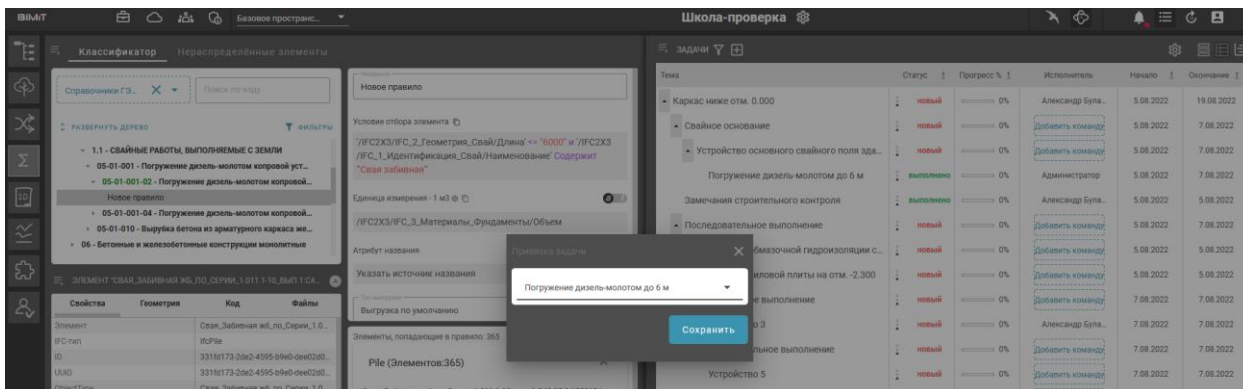 BIMIT
Базовое пространс...
Школа-проверка
Классификатор Нераспределённые элементы
Справочники ГЭ...
Поиск по коду
РАЗВЕРНУТЬ ДЕРЕВО
ФИЛЬТРЫ
1.1 - СВАЙНЫЕ РАБОТЫ, ВЫПОЛНЯЕМЫЕ С ЗЕМЛИ
05-01-001 - Погружение дизель-молотом копровой уст...
05-01-001-02 - Погружение дизель-молотом копровой...
Новое правило
05-01-001-04 - Погружение дизель-молотом копровой...
05-01-010 - Вырубка бетона из арматурного каркаса же...
06 - Бетонные и железобетонные конструкции монолитные
ЭЛЕМЕНТ "СВАЯ_ЗАБИВНАЯ ЖБ_ПО_СЕРИИ_1.011.1-10_ВЫП.1:С4... 4
Свойства Геометрия Код Файлы
Элемент Свая_Забивная жб_по_Серии_1.0...
IFC-тип IfcPile
ID 331fd173-2de2-4595-b9e0-dee02d0...
UUID 331fd173-2de2-4595-b9e0-dee02d0...
ObjectType Свая_Забивная жб_по_Серии_1.0...
Название
Новое правило
Условие отбора элемента
'/IFC2X3/IFC_2_Геометрия_Свай/Длина' <= "6000" и '/IFC2X3
/IFC_1_Идентификация_Свай/Наименование' Содержит
"Свая забивная"
Единица измерения - 1 м3
/IFC2X3/IFC_3_Материалы_Фундаменты/Объем
Атрибут названия
Указать источник названия
Тип выгрузки
Выгрузка по умолчанию
Элементы, попадающие в правило: 365
Pile (Элементов:365)
Привязка задачи
Погружение дизель-молотом до 6 м
Сохранить
ЗАДАЧИ
Тема Статус Прогресс % Исполнитель Начало Окончание
Каркас ниже отм. 0.000 новый 0% Александр Була... 5.08.2022 19.08.2022
Свайное основание новый 0% Добавить команду 5.08.2022 7.08.2022
Устройство основного свайного поля зда... новый 0% Добавить команду 5.08.2022 7.08.2022
Погружение дизель-молотом до 6 м выполнено 0% Администратор 5.08.2022 7.08.2022
Замечания строительного контроля выполнено 0% Александр Була... 5.08.2022 5.08.2022
Последовательное выполнение новый 0% Добавить команду 5.08.2022 7.08.2022
бмазочной гидроизоляции с... новый 0% Добавить команду 5.08.2022 5.08.2022
иловой плиты на отм. -2.300 новый 0% Добавить команду 5.08.2022 7.08.2022
е выполнение новый 0% Добавить команду 7.08.2022 7.08.2022
о 3 новый 0% Александр Була... 7.08.2022 7.08.2022
льное выполнение новый 0% Добавить команду 7.08.2022 7.08.2022
Устройство 5 новый 0% Добавить команду 7.08.2022 7.08.2022